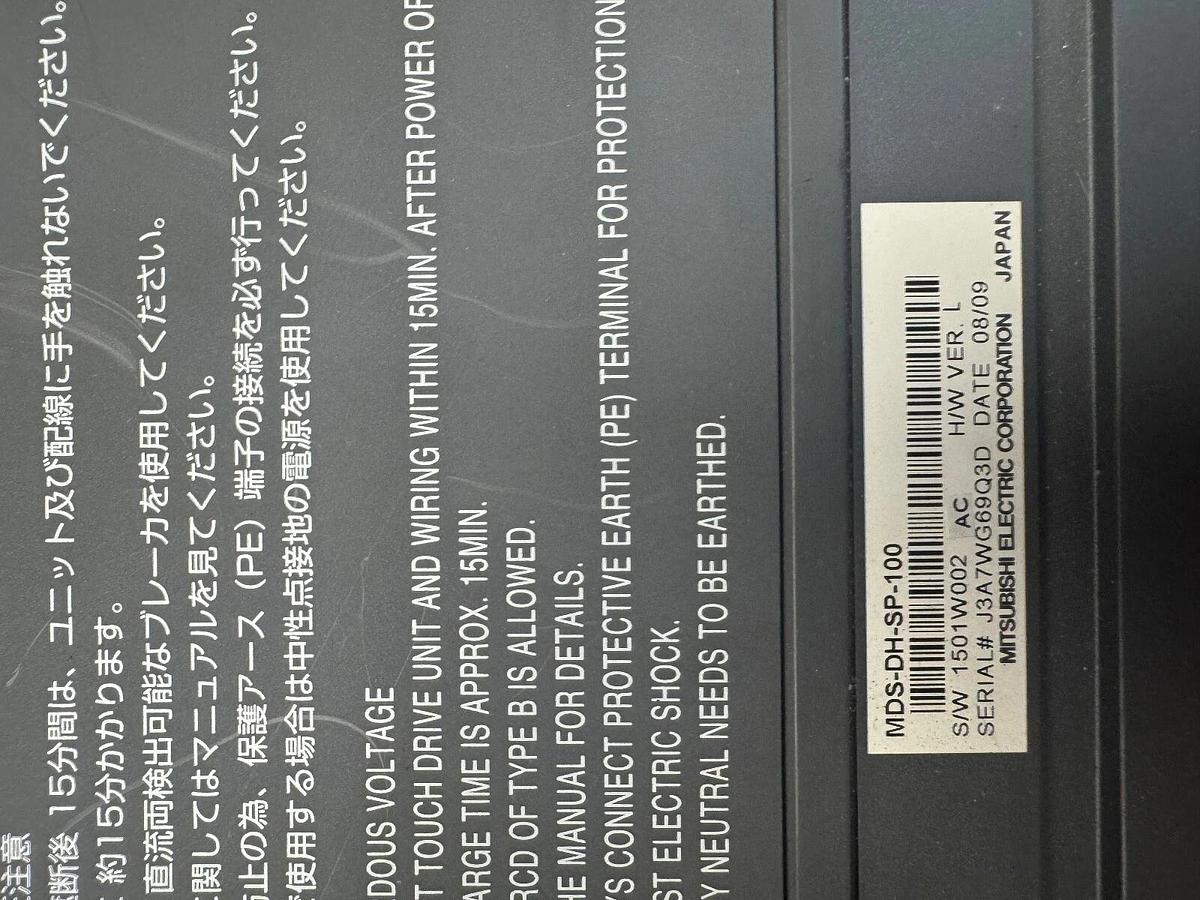 注意
断後 15分間は、ユニット及び配線に手を触れないでください。
約15分かかります。
直流両検出可能なブレーカを使用してください。
関してはマニュアルを見てください。
止の為、保護アース（PE）端子の接続を必ず行ってください。
使用する場合は中性点接地の電源を使用してください。
DOUS VOLTAGE
T TOUCH DRIVE UNIT AND WIRING WITHIN 15MIN. AFTER POWER OF
ARGE TIME IS APPROX. 15MIN.
RCD OF TYPE B IS ALLOWED.
HE MANUAL FOR DETAILS.
YS CONNECT PROTECTIVE EARTH (PE) TERMINAL FOR PROTECTION
ST ELECTRIC SHOCK.
Y NEUTRAL NEEDS TO BE EARTHED.
MDS-DH-SP-100
S/W 1501W002 AC H/W VER. L
SERIAL# J3A7WG69Q3D DATE 08/09
MITSUBISHI ELECTRIC CORPORATION JAPAN